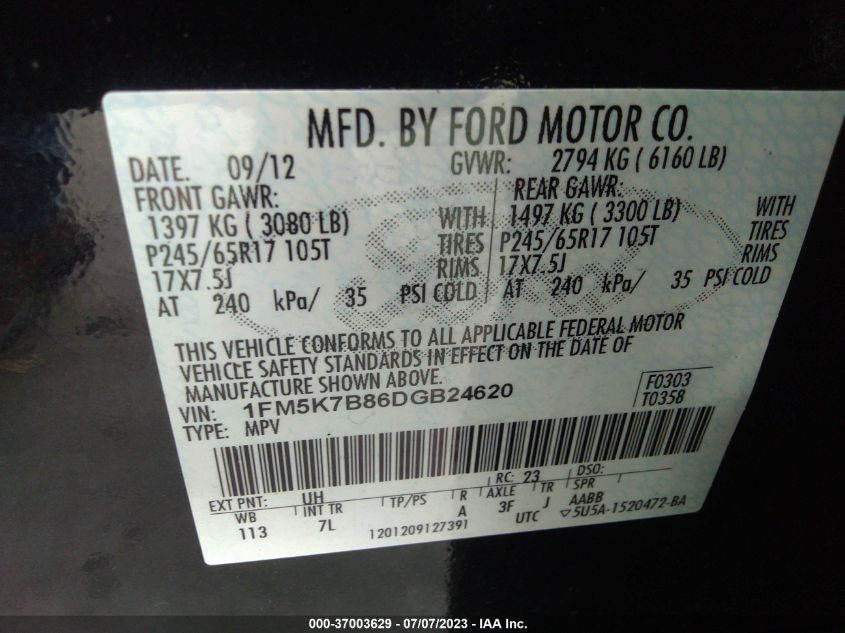 MFD. BY FORD MOTOR CO.
DATE. 09/12 GVWR: 2794 KG ( 6160 LB)
FRONT GAWR: REAR GAWR:
1397 KG ( 3080 LB) WITH 1497 KG ( 3300 LB) WITH
P245/65R17 105T TIRES P245/65R17 105T TIRES
17X7.5J RIMS 17X7.5J RIMS
AT 240 kPa/ 35 PSI COLD AT 240 kPa/ 35 PSI COLD
THIS VEHICLE CONFORMS TO ALL APPLICABLE FEDERAL MOTOR
VEHICLE SAFETY STANDARDS IN EFFECT ON THE DATE OF
MANUFACTURE SHOWN ABOVE.
VIN: 1FM5K7B86DGB24620 F0303
TYPE: MPV T0358
EXT PNT: UH RC: 23 DSO:
WB INT TR TP/PS R AXLE TR SPR
113 7L A 3F J AABB
1201209127391 UTC ▽5U5A-1520472-BA
000-37003629 - 07/07/2023 - IAA Inc.